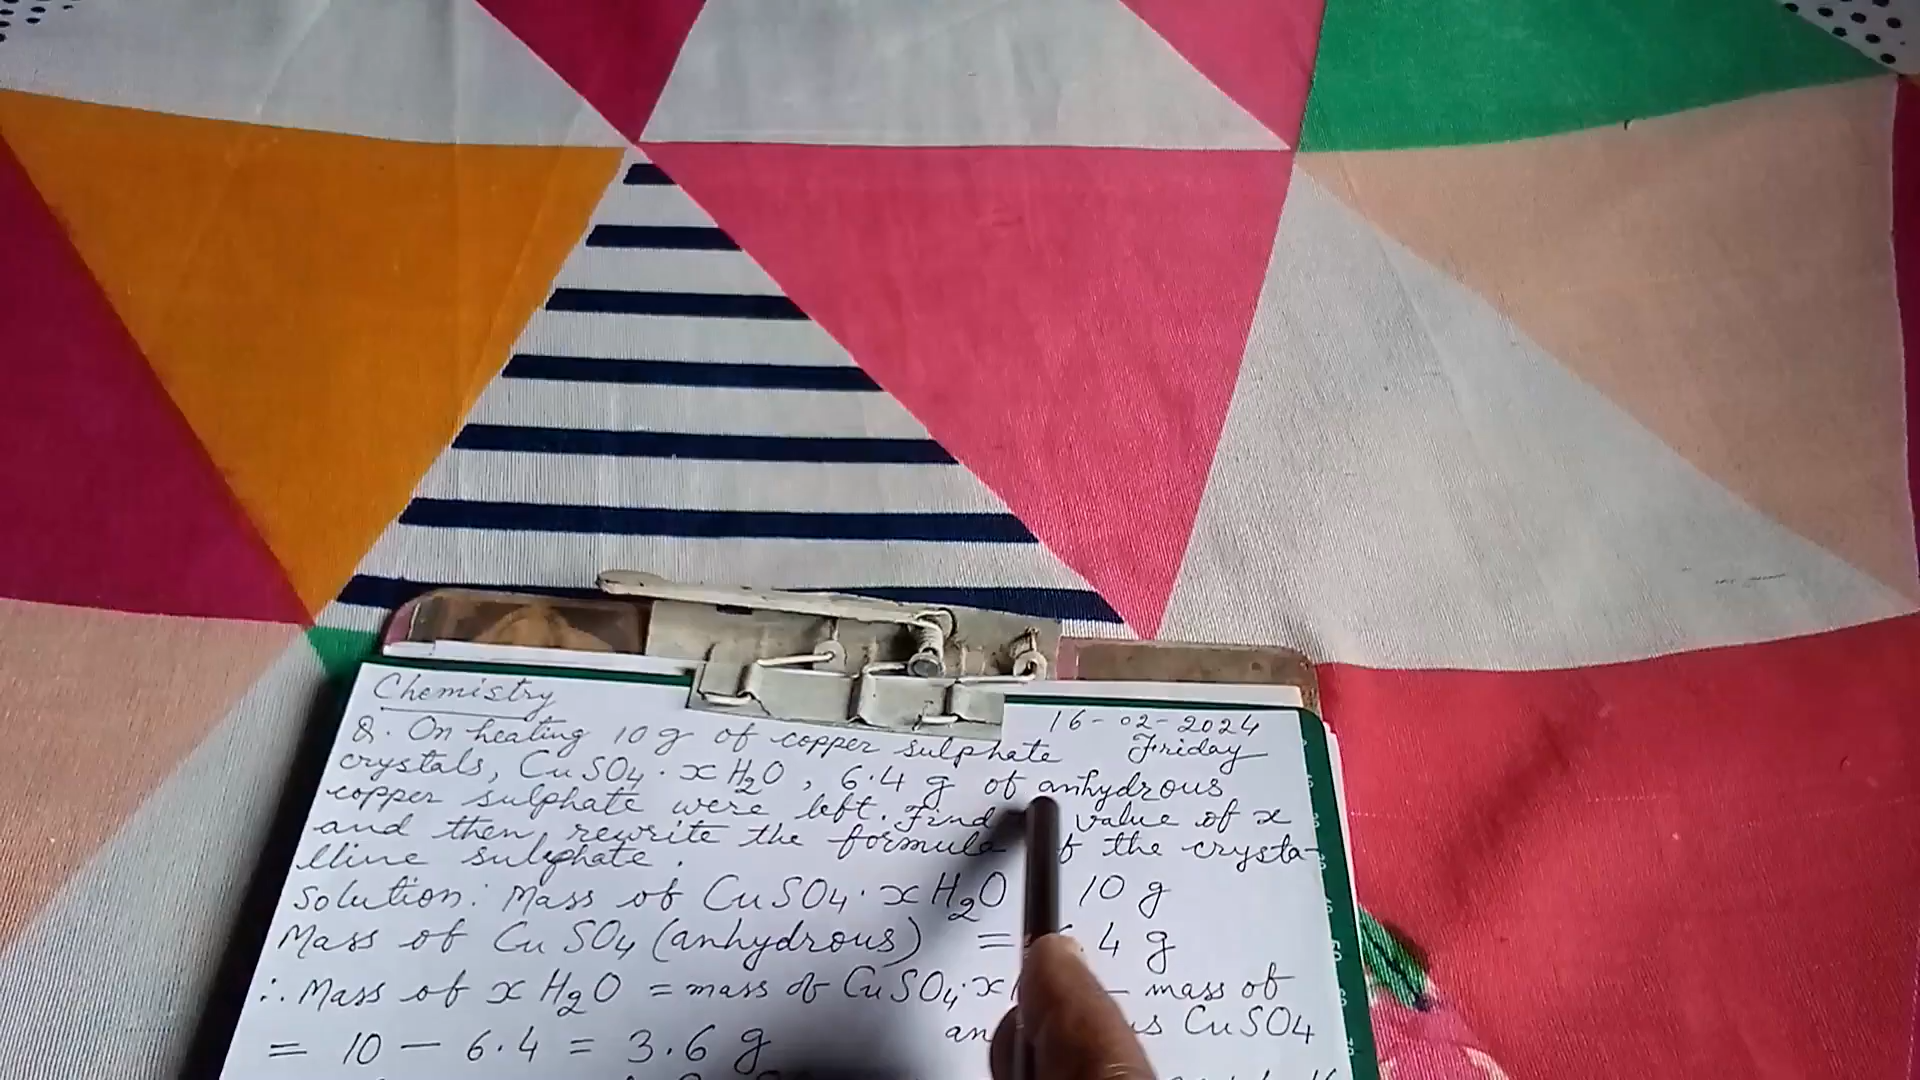 Chemistry
16-02-2024
Friday
Q. On heating 10 g of copper sulphate
crystals, CuSO4·xH2O, 6.4 g of anhydrous
copper sulphate were left. Find value of x
and then, rewrite the formula of the crysta-
lline sulphate.
Solution: Mass of CuSO4·xH2O 10 g
Mass of CuSO4 (anhydrous) = 6.4 g
∴ Mass of xH2O = mass of CuSO4·x — mass of
CuSO4
= 10 — 6.4 = 3.6 g